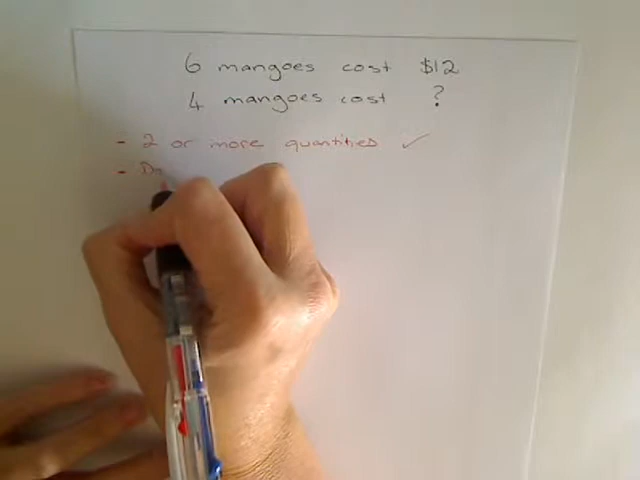 6 mangoes cost $12
4 mangoes cost ?
- 2 or more quantities ✓
-